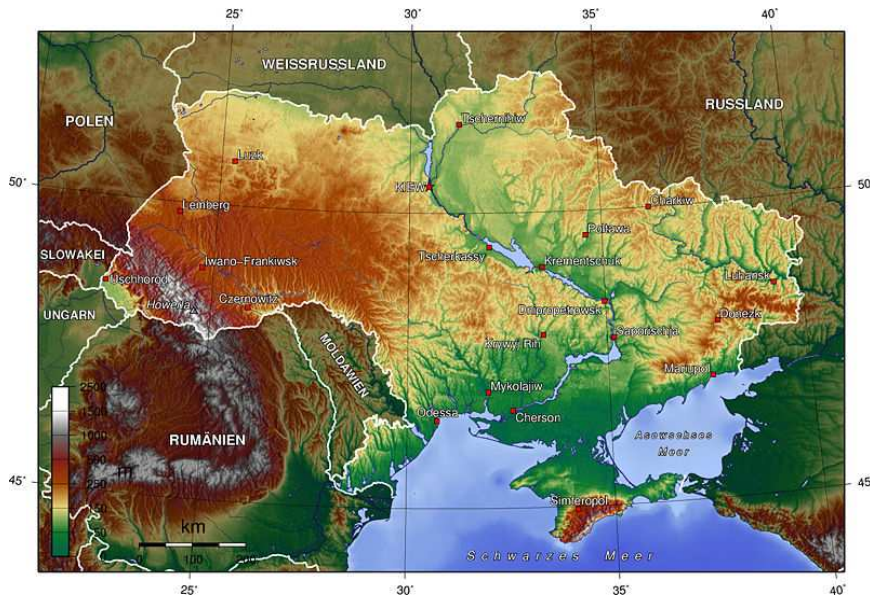 25° 30° 35° 40°
WEISSRUSSLAND
RUSSLAND
POLEN
Tschernihiw
Luzk
50° 50°
KIEW
Lemberg
Charkiw
Poltawa
SLOWAKEI
Tscherkassy
Krementschuk
Iwano-Frankiwsk
Uschhorod
Luhansk
Howerla
Czernowitz
Dnipropetrowsk
Donezk
UNGARN
Krywyj Rih
Saporischja
MOLDAWIEN
Mariupol
2500
1500
1000
500
250
50
m
Mykolajiw
Odessa
Cherson
Asowsches
Meer
RUMÄNIEN
45° 45°
Simferopol
km
0 100 200
Schwarzes Meer
25° 30° 35° 40°